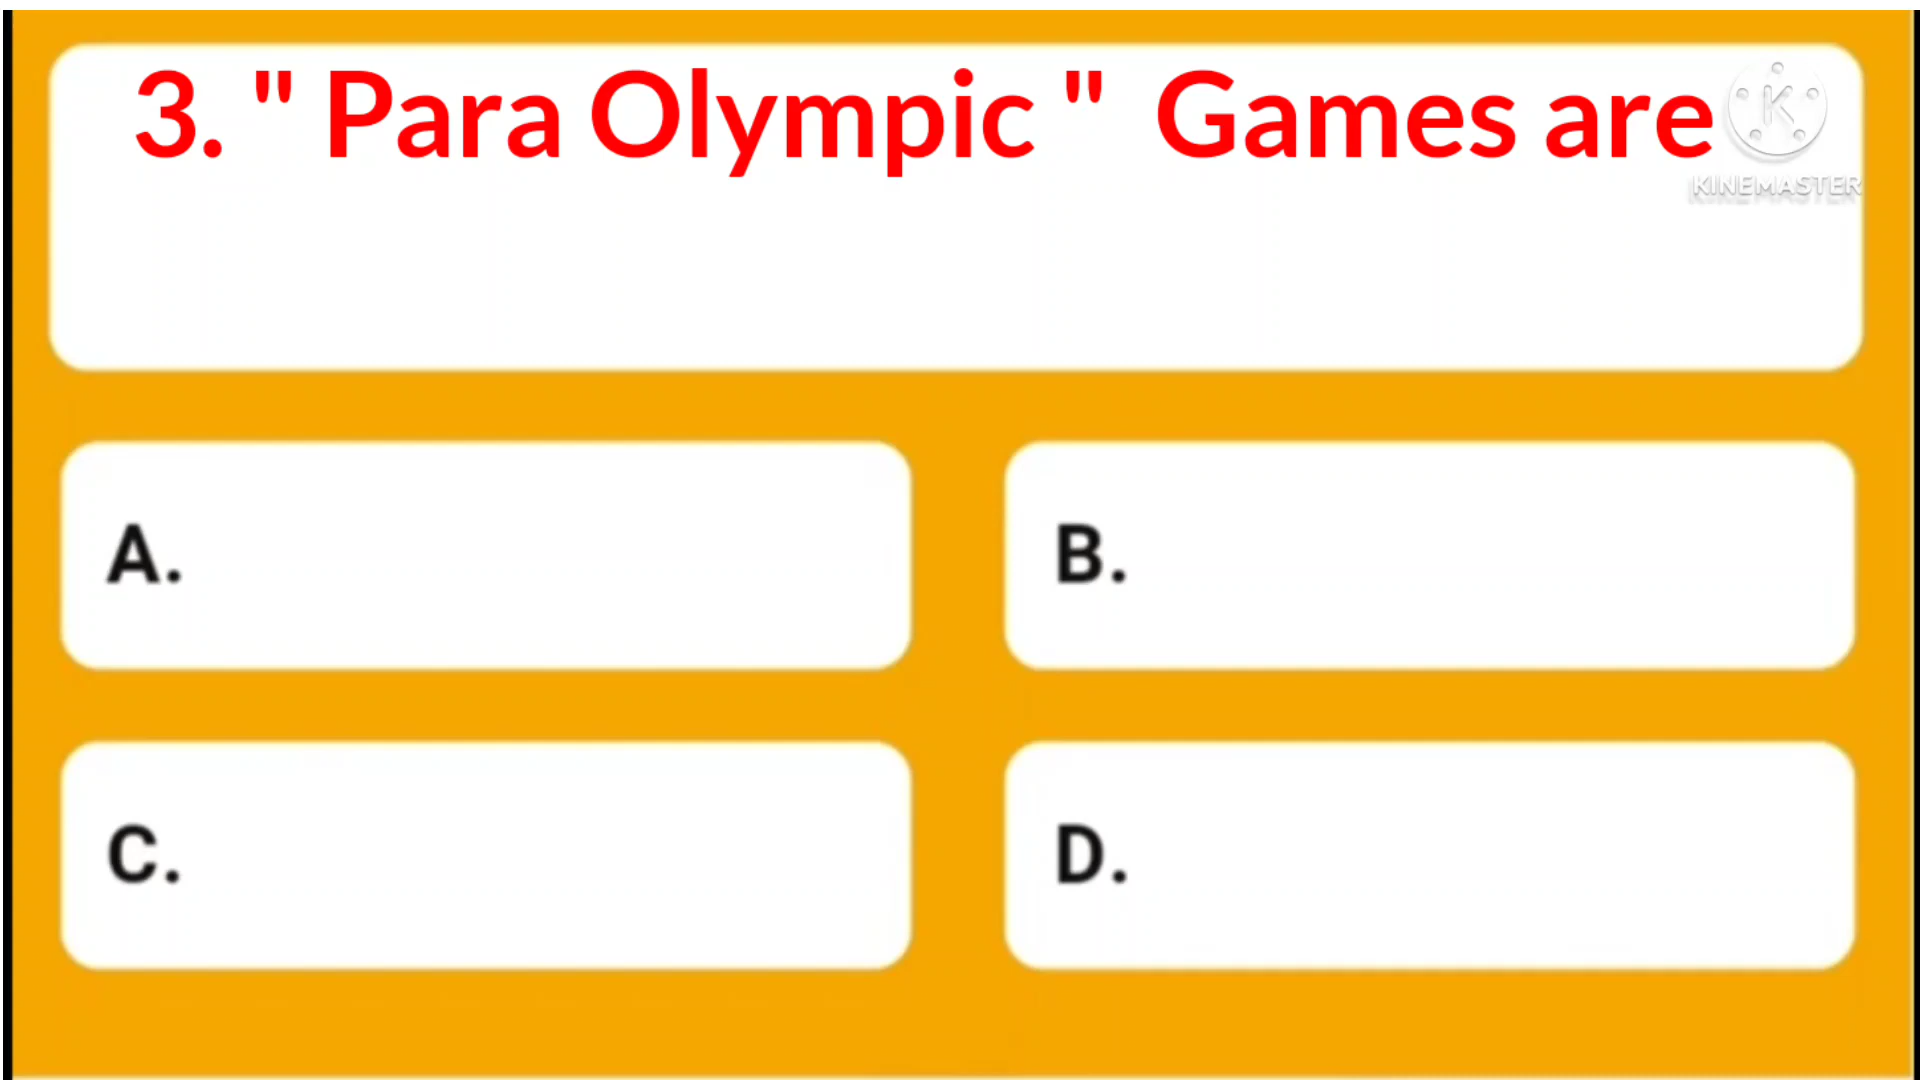 3. " Para Olympic "  Games are
KINEMASTER
A.
B.
C.
D.